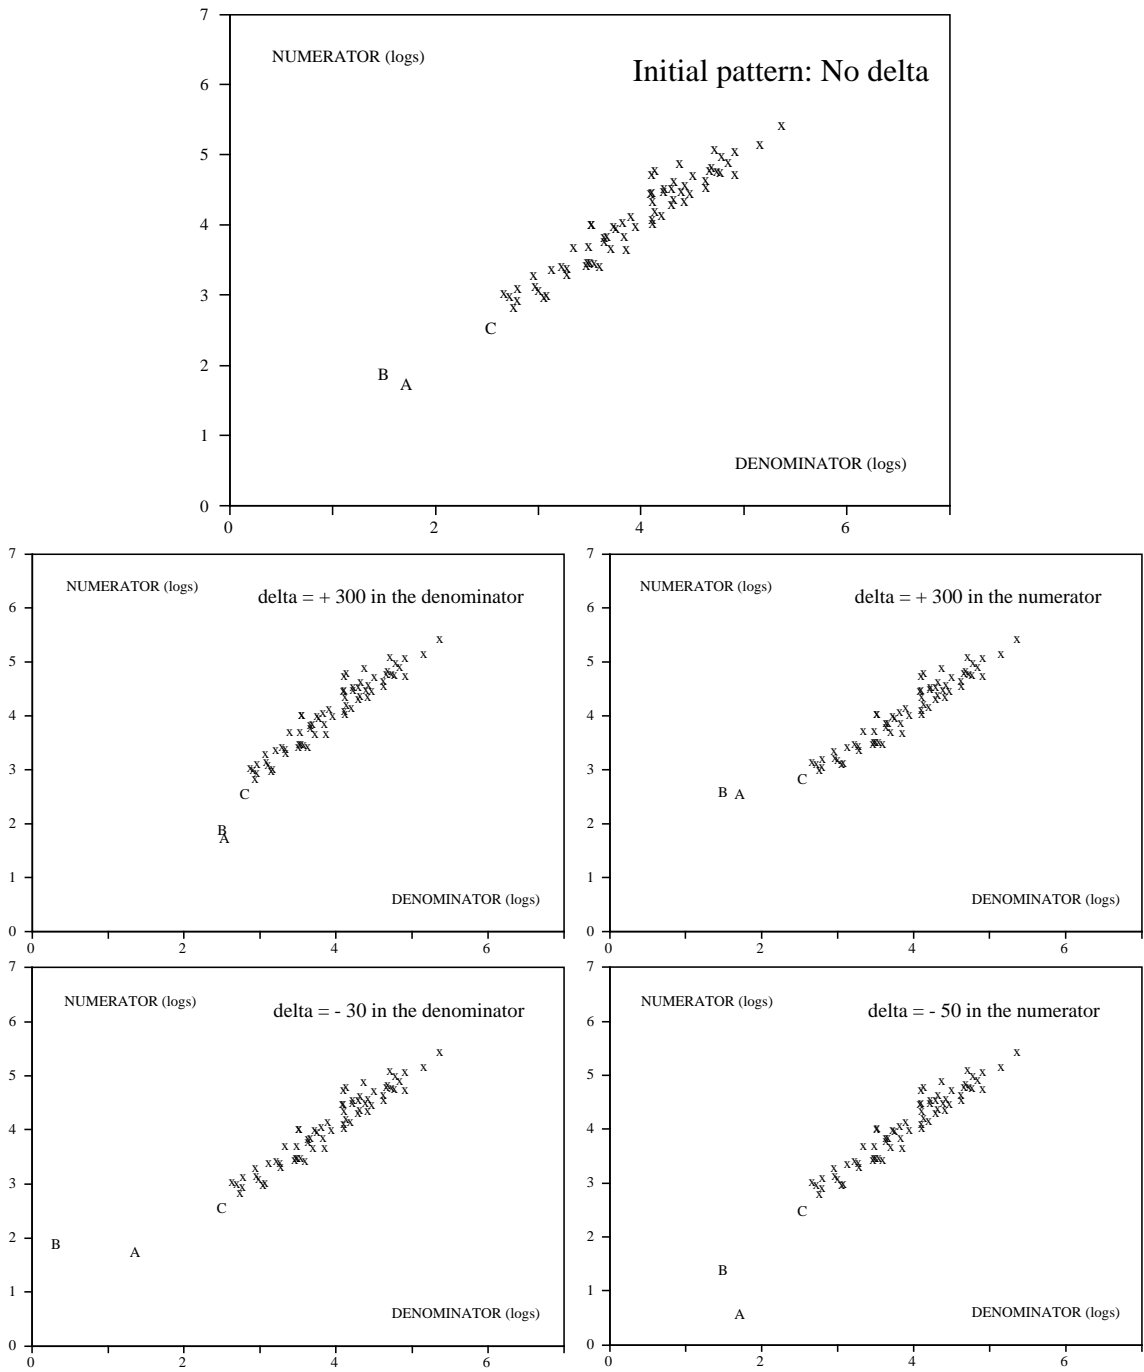 7
NUMERATOR (logs)
Initial pattern: No delta
6
5
4
3
C
2
B
A
1
DENOMINATOR (logs)
0
0 2 4 6
7
NUMERATOR (logs)
delta = + 300 in the denominator
6
5
4
3
C
2
B
A
1
DENOMINATOR (logs)
0
0 2 4 6
7
NUMERATOR (logs)
delta = + 300 in the numerator
6
5
4
3
C
B A
2
1
DENOMINATOR (logs)
0
0 2 4 6
7
NUMERATOR (logs)
delta = - 30 in the denominator
6
5
4
3
C
2
B A
1
DENOMINATOR (logs)
0
0 2 4 6
7
NUMERATOR (logs)
delta = - 50 in the numerator
6
5
4
3
C
2
B
1
A
DENOMINATOR (logs)
0
0 2 4 6